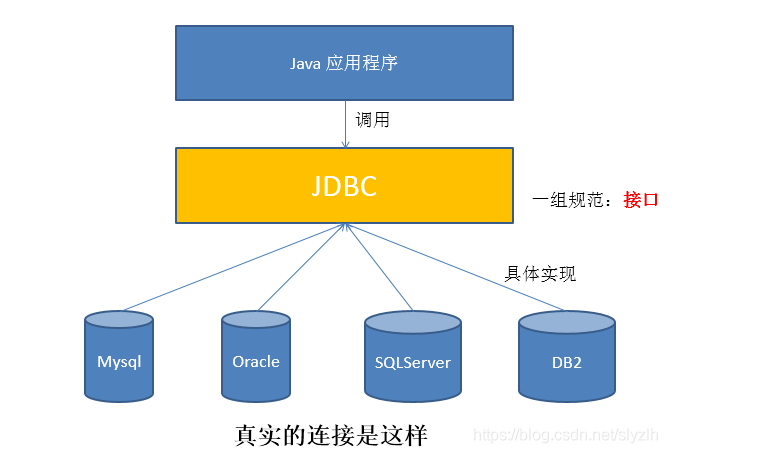 Java 应用程序
调用
JDBC
一组规范：接口
具体实现
Mysql
Oracle
SQLServer
DB2
真实的连接是这样
https://blog.csdn.net/slyzlh